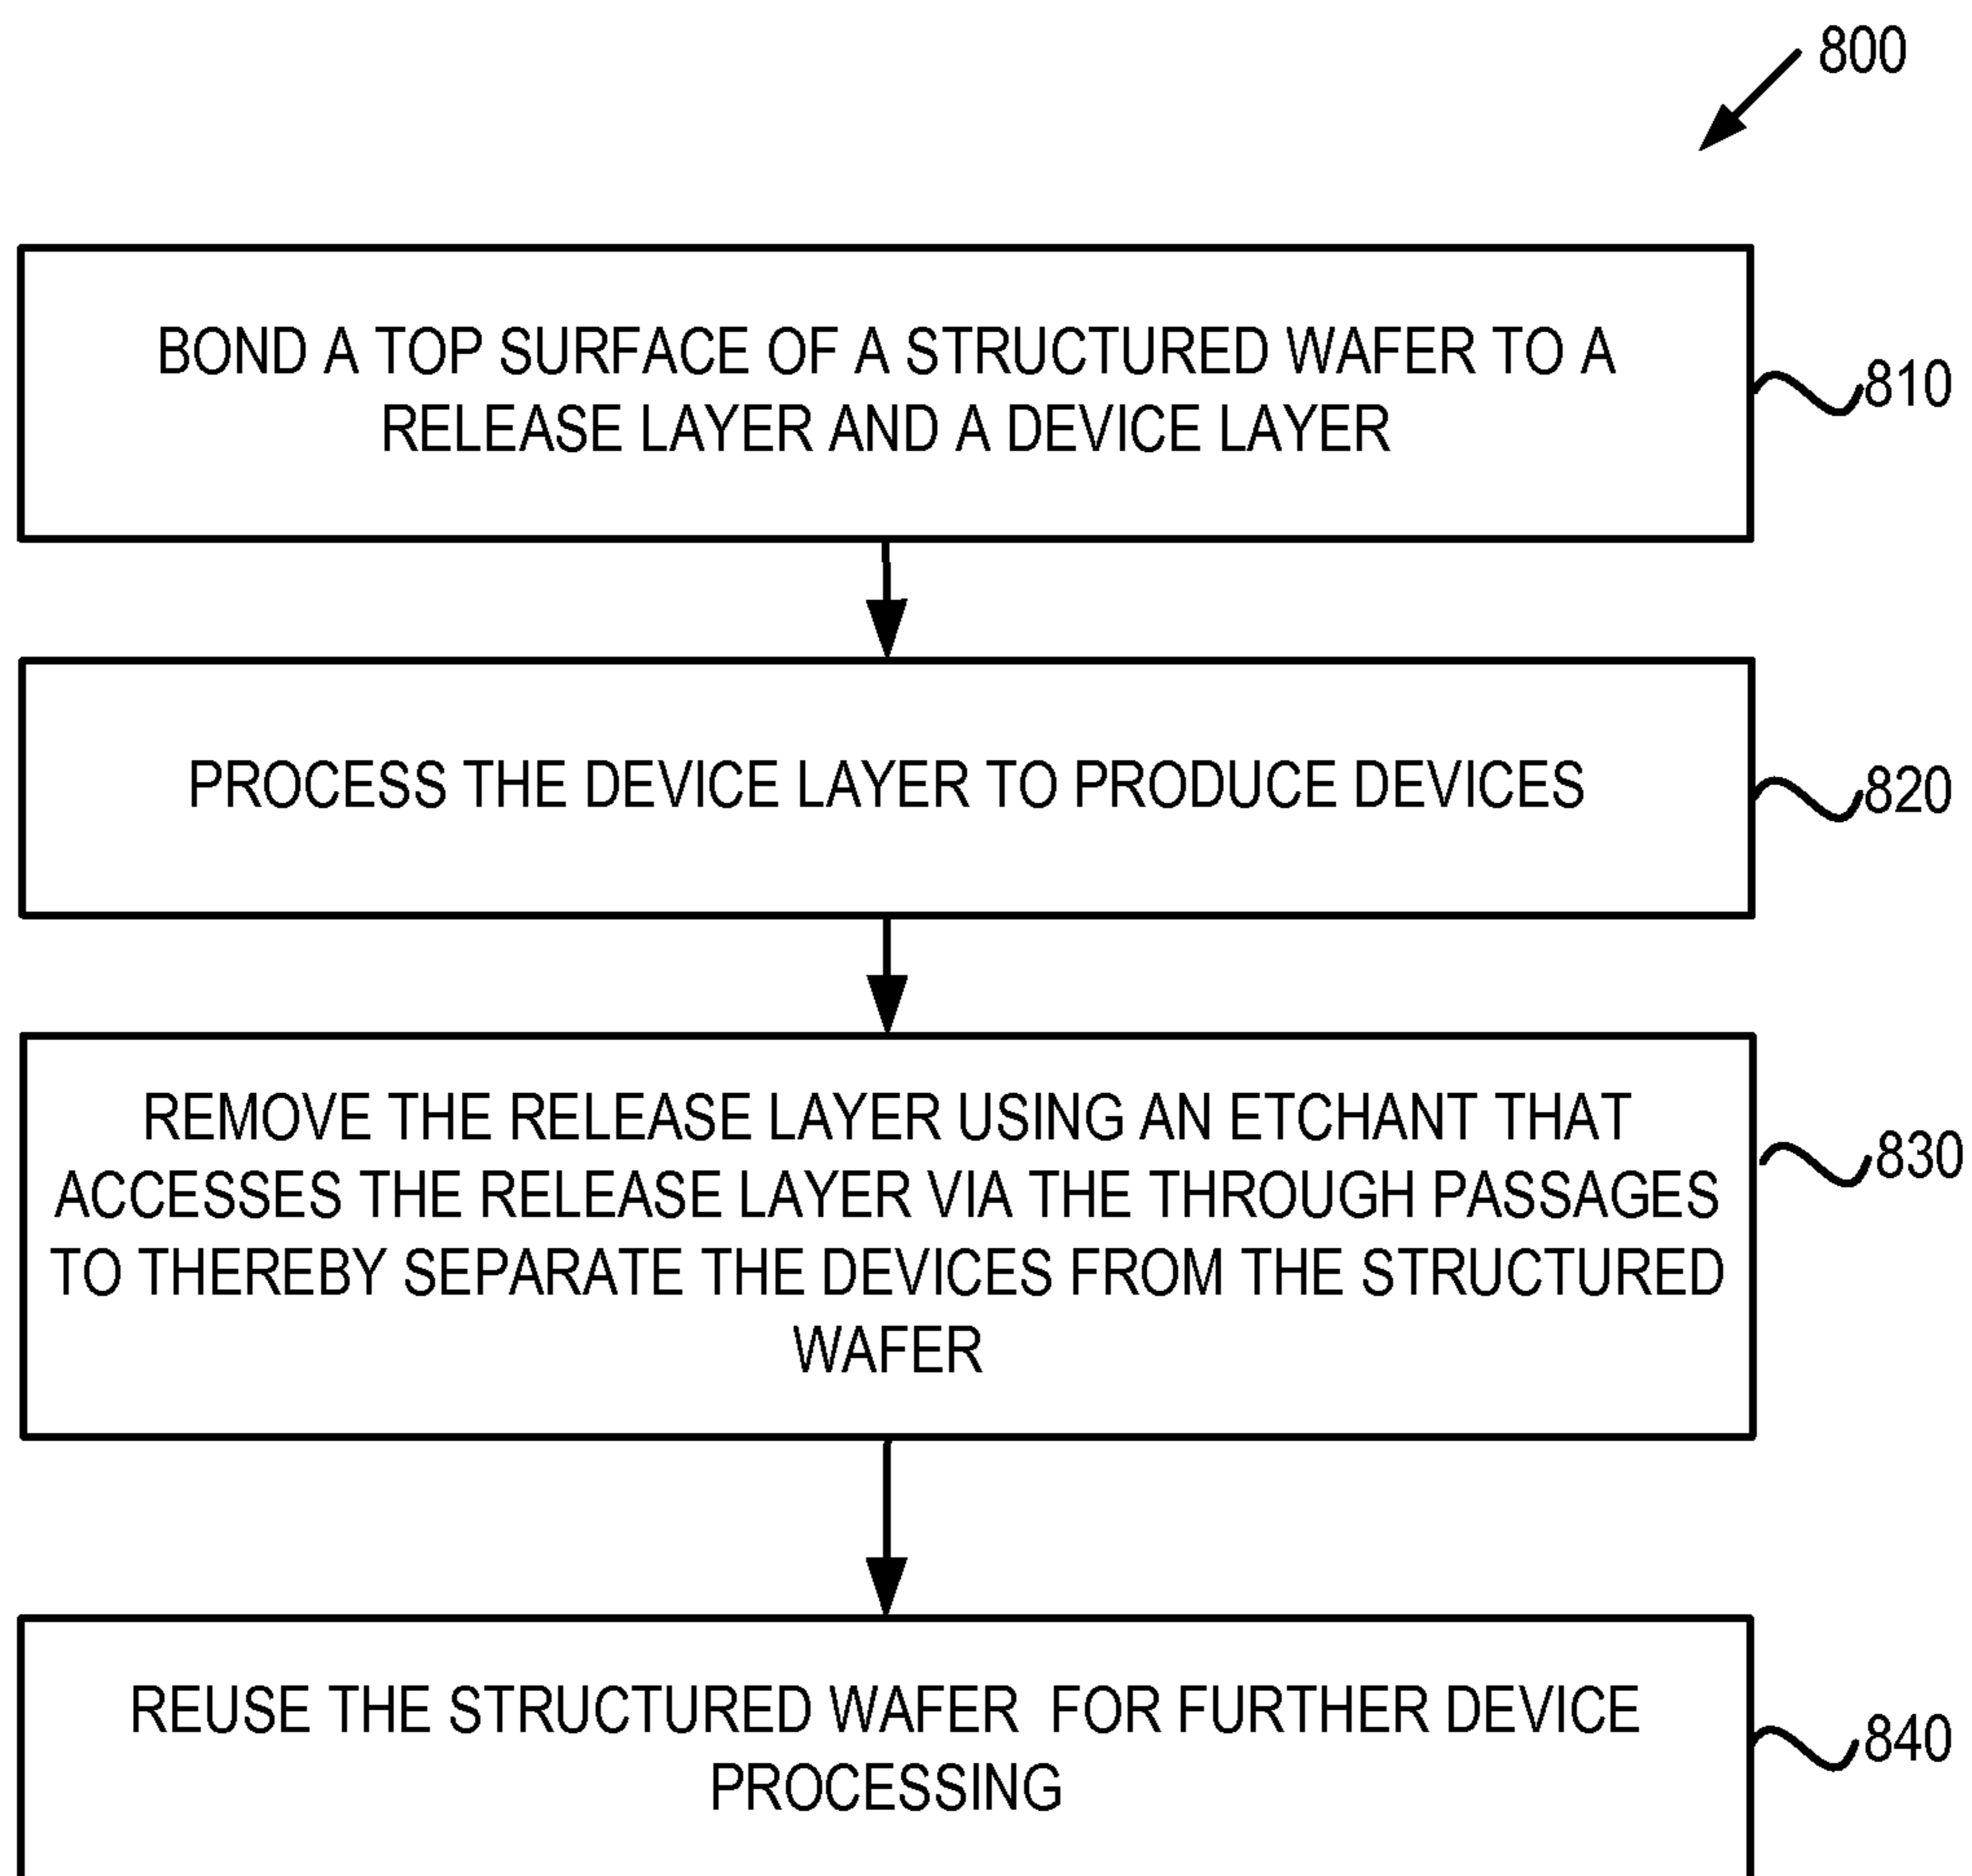 800
BOND A TOP SURFACE OF A STRUCTURED WAFER TO A
RELEASE LAYER AND A DEVICE LAYER
810
PROCESS THE DEVICE LAYER TO PRODUCE DEVICES
820
REMOVE THE RELEASE LAYER USING AN ETCHANT THAT
ACCESSES THE RELEASE LAYER VIA THE THROUGH PASSAGES
TO THEREBY SEPARATE THE DEVICES FROM THE STRUCTURED
WAFER
830
REUSE THE STRUCTURED WAFER FOR FURTHER DEVICE
PROCESSING
840